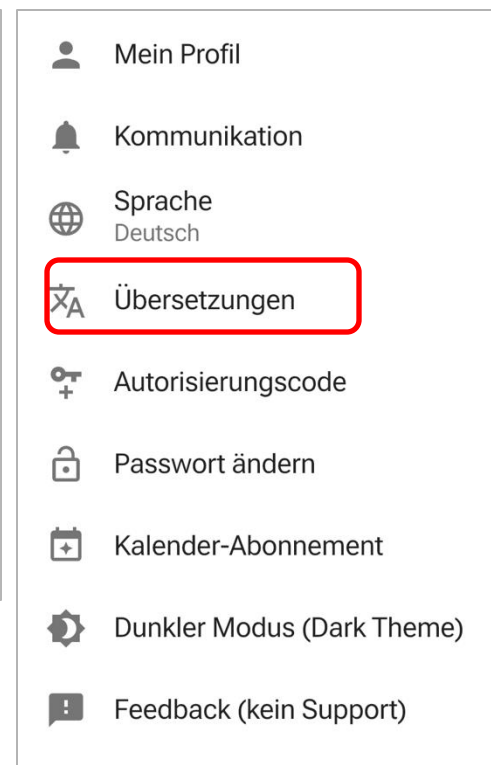 Mein Profil
Kommunikation
Sprache
Deutsch
Übersetzungen
Autorisierungscode
Passwort ändern
Kalender-Abonnement
Dunkler Modus (Dark Theme)
Feedback (kein Support)